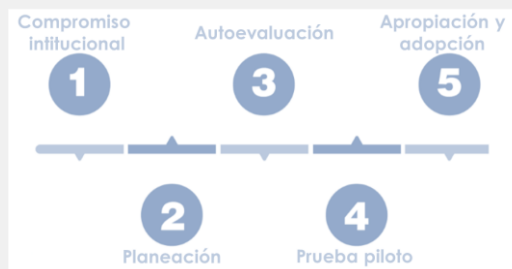 Compromiso
intitucional
1
2
Planeación
Autoevaluación
3
4
Prueba piloto
Apropiación y
adopción
5